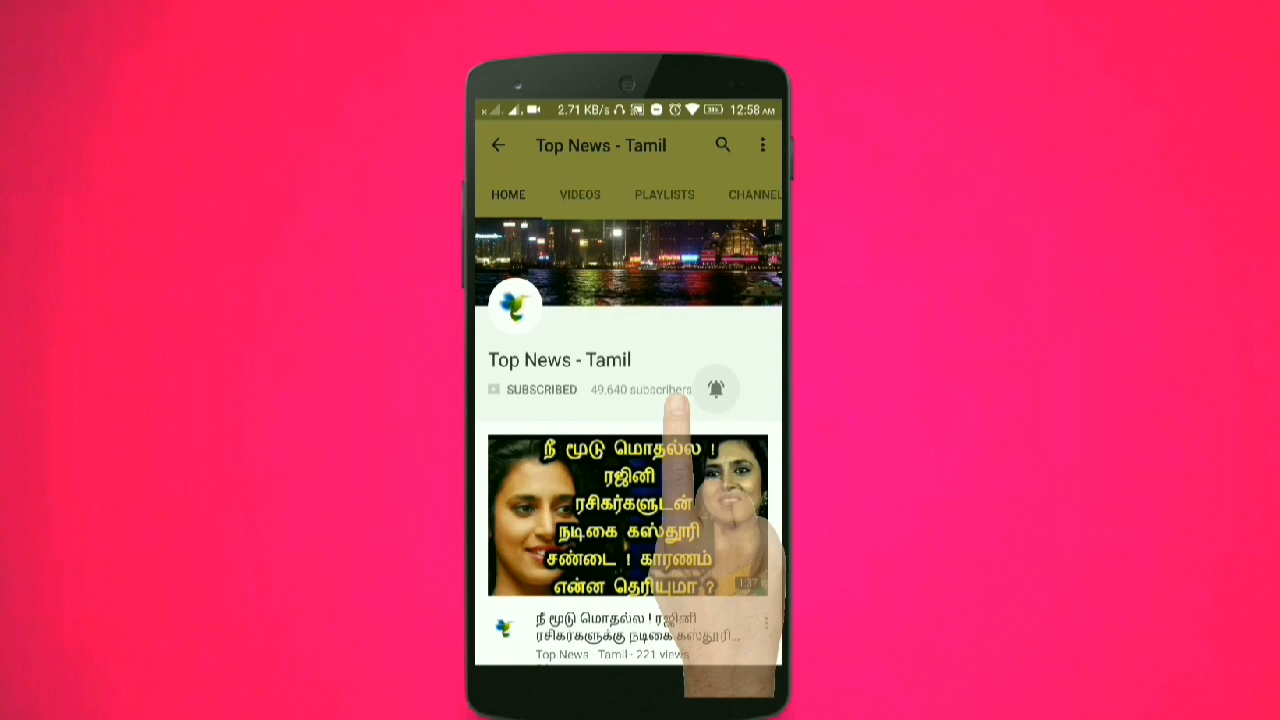 2.71 KB/s 12:58 AM
Top News - Tamil
HOME VIDEOS PLAYLISTS CHANNEL
Top News - Tamil
SUBSCRIBED 49,640 subscribers
நீ மூடு மொதல்ல !
ரஜினி
ரசிகர்களுடன்
நடிகை கஸ்தூரி
சண்டை ! காரணம்
என்ன தெரியுமா ?
1:37
நீ மூடு மொதல்ல ! ரஜினி
ரசிகர்களுக்கு நடிகை கஸ்தூரி...
Top News - Tamil · 221 views